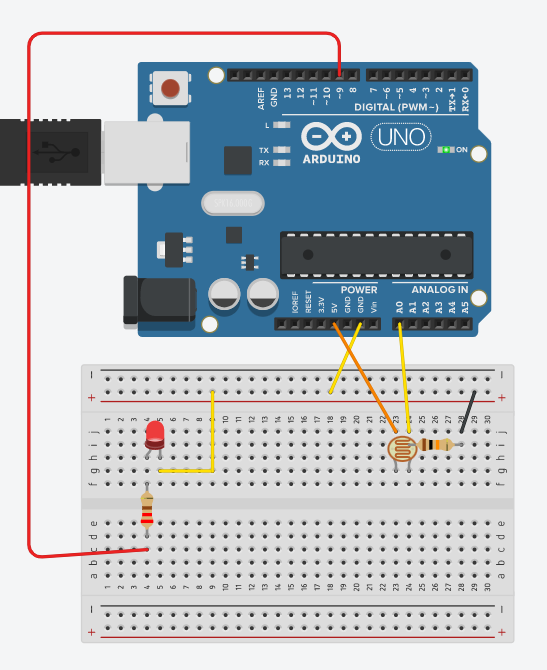 AREF
GND
13
12
~11
~10
~9
8
7
~6
~5
4
~3
2
TX→1
RX←0
DIGITAL (PWM~)
L
TX
RX
ARDUINO
UNO
ON
IOREF
RESET
3.3V
5V
GND
GND
Vin
POWER
ANALOG IN
A0
A1
A2
A3
A4
A5
1 2 3 4 5 6 7 8 9 10 11 12 13 14 15 16 17 18 19 20 21 22 23 24 25 26 27 28 29 30
j j
i i
h h
g g
f f
e e
d d
c c
b b
a a
1 2 3 4 5 6 7 8 9 10 11 12 13 14 15 16 17 18 19 20 21 22 23 24 25 26 27 28 29 30